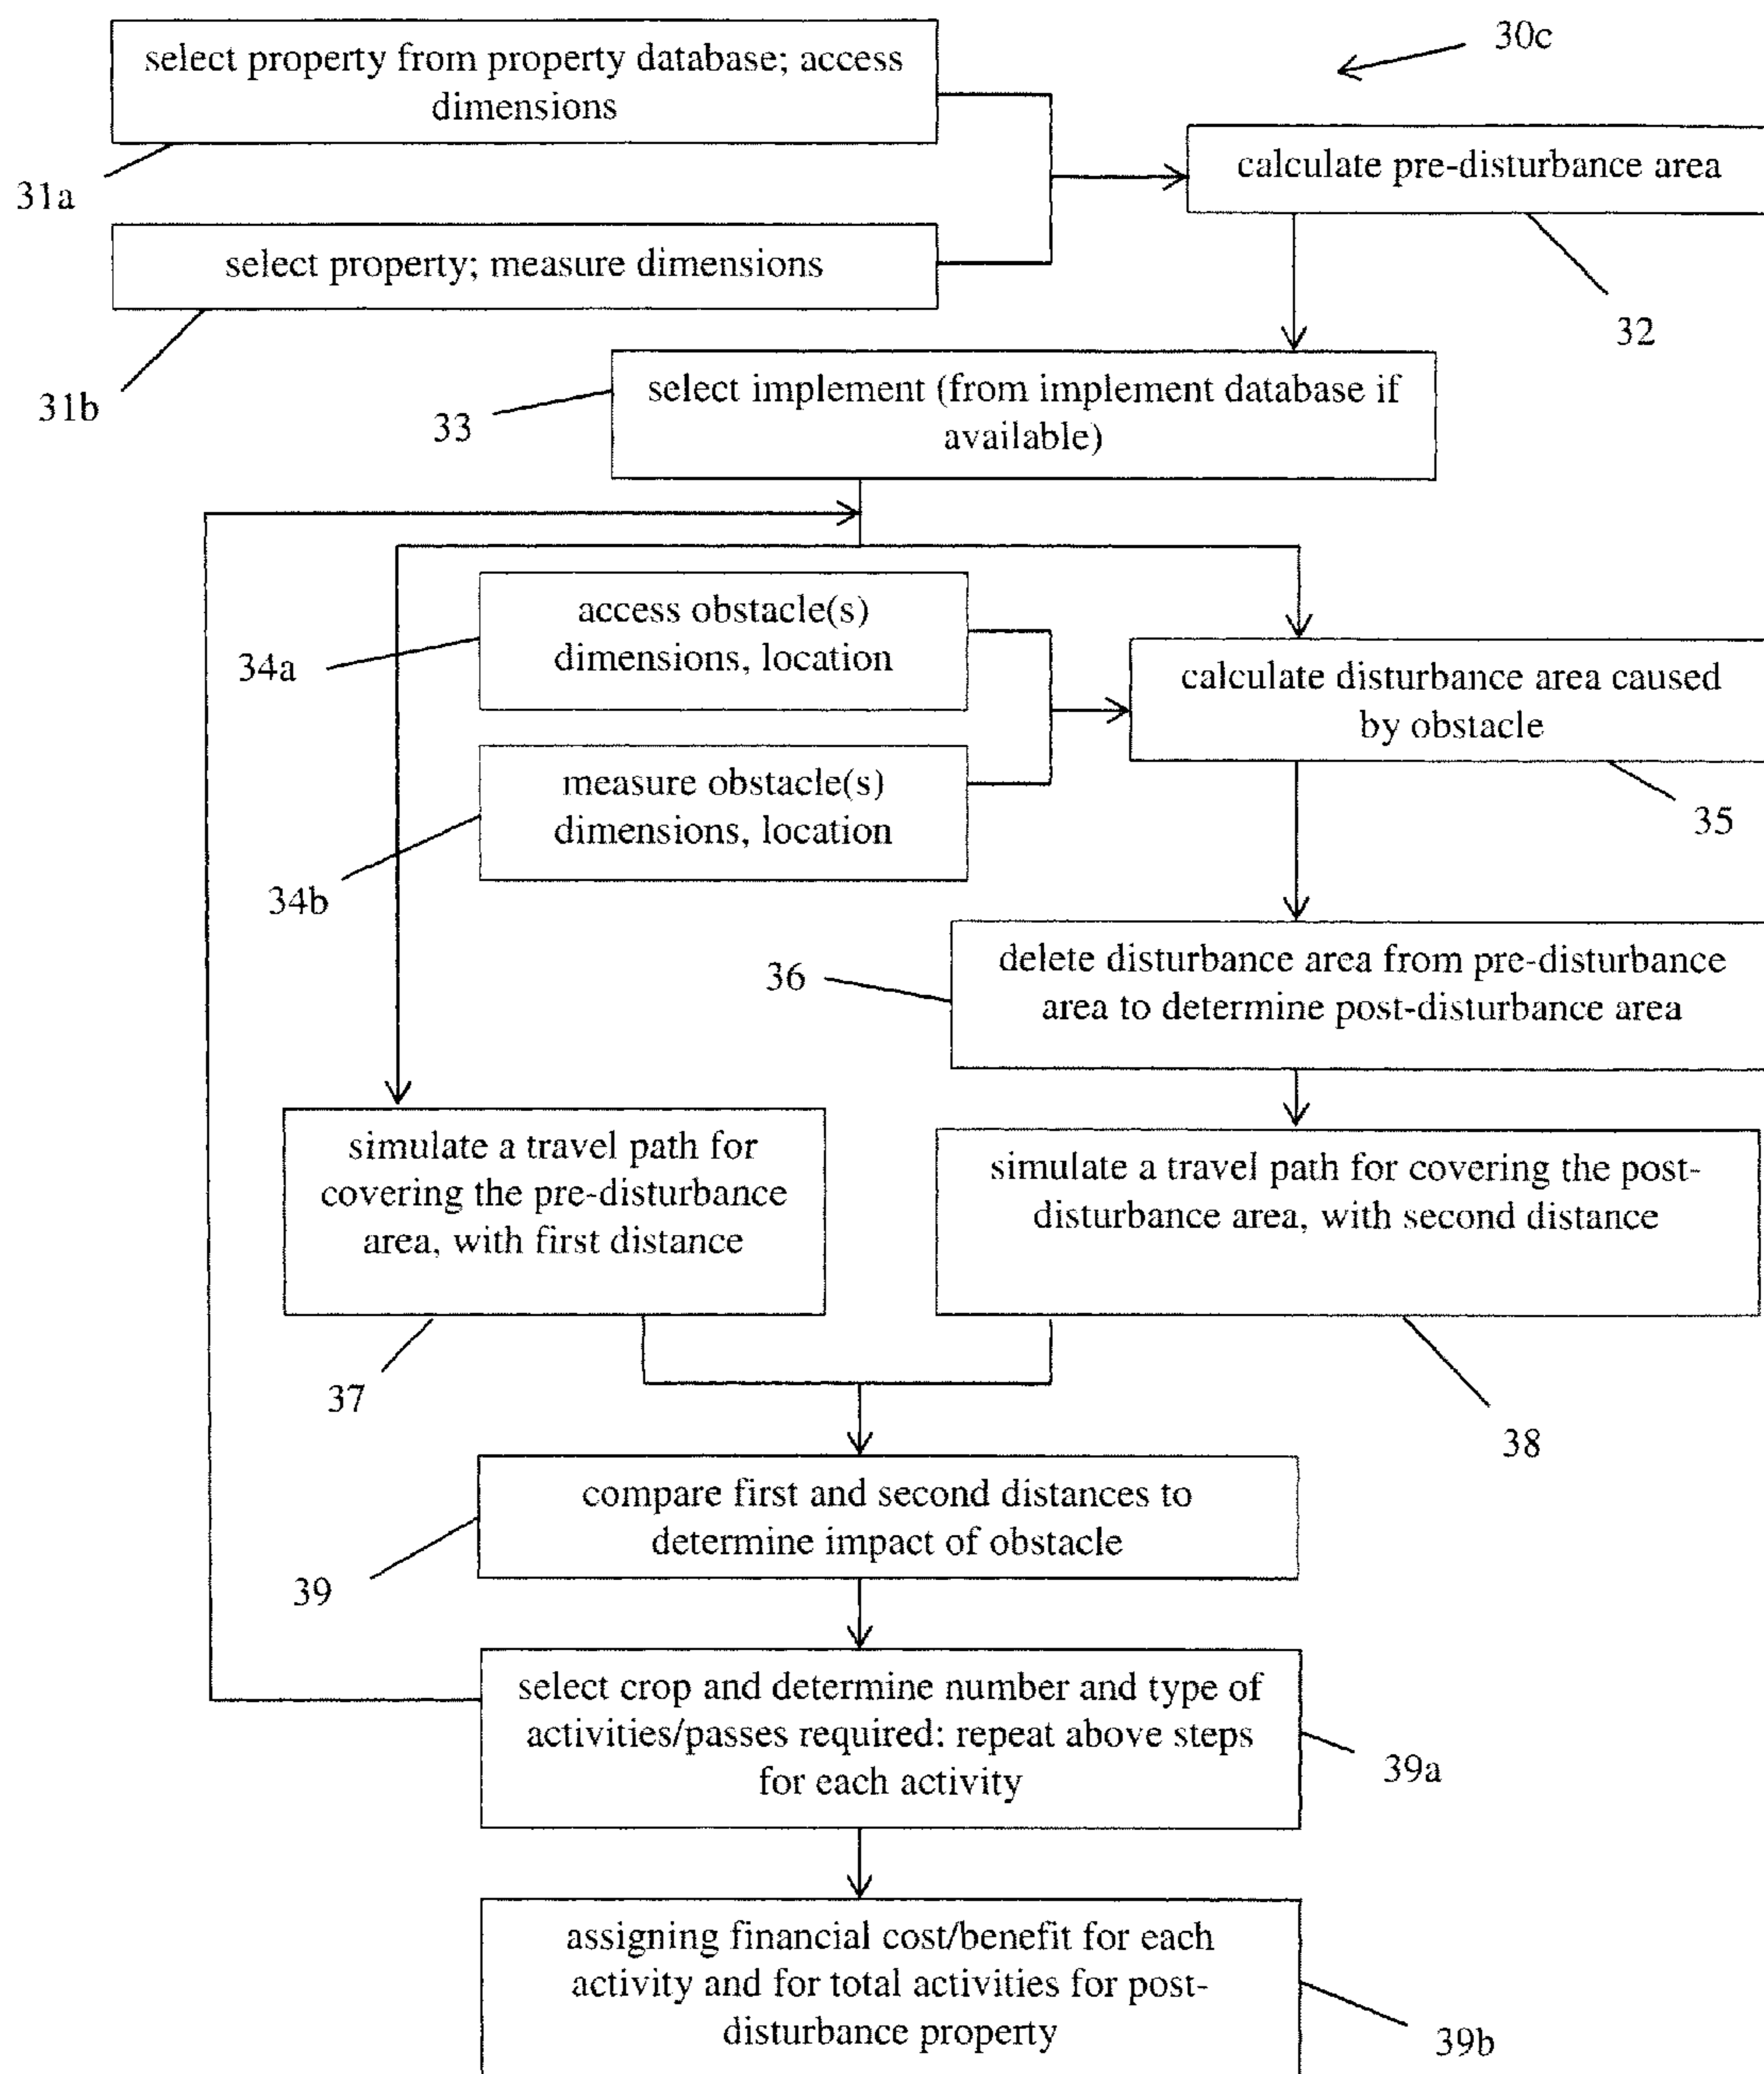 30c
select property from property database; access
dimensions
31a
calculate pre-disturbance area
32
select property; measure dimensions
31b
select implement (from implement database if
available)
33
access obstacle(s)
dimensions, location
34a
calculate disturbance area caused
by obstacle
35
measure obstacle(s)
dimensions, location
34b
delete disturbance area from pre-disturbance
area to determine post-disturbance area
36
simulate a travel path for
covering the pre-disturbance
area, with first distance
37
simulate a travel path for covering the post-
disturbance area, with second distance
38
compare first and second distances to
determine impact of obstacle
39
select crop and determine number and type of
activities/passes required: repeat above steps
for each activity
39a
assigning financial cost/benefit for each
activity and for total activities for post-
disturbance property
39b